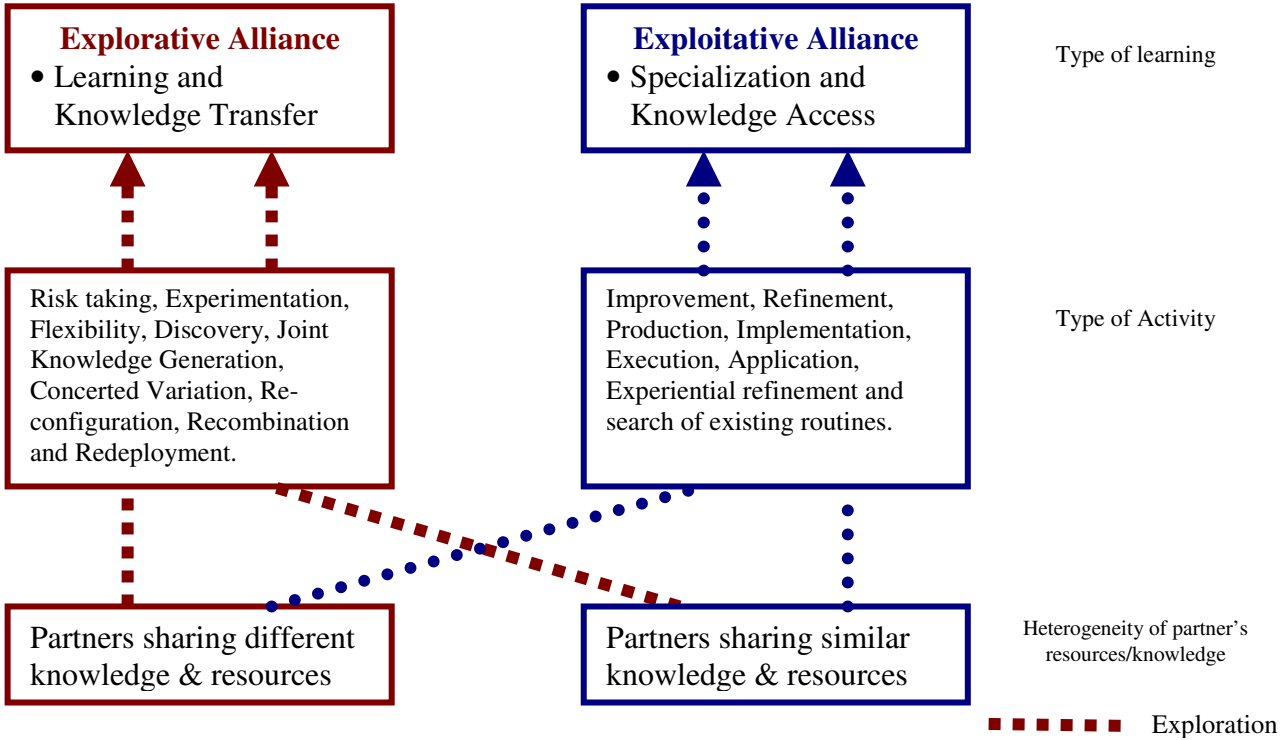 Explorative Alliance
• Learning and
Knowledge Transfer
Exploitative Alliance
• Specialization and
Knowledge Access
Type of learning
Risk taking, Experimentation,
Flexibility, Discovery, Joint
Knowledge Generation,
Concerted Variation, Re-
configuration, Recombination
and Redeployment.
Improvement, Refinement,
Production, Implementation,
Execution, Application,
Experiential refinement and
search of existing routines.
Type of Activity
Partners sharing different
knowledge & resources
Partners sharing similar
knowledge & resources
Heterogeneity of partner's
resources/knowledge
Exploration